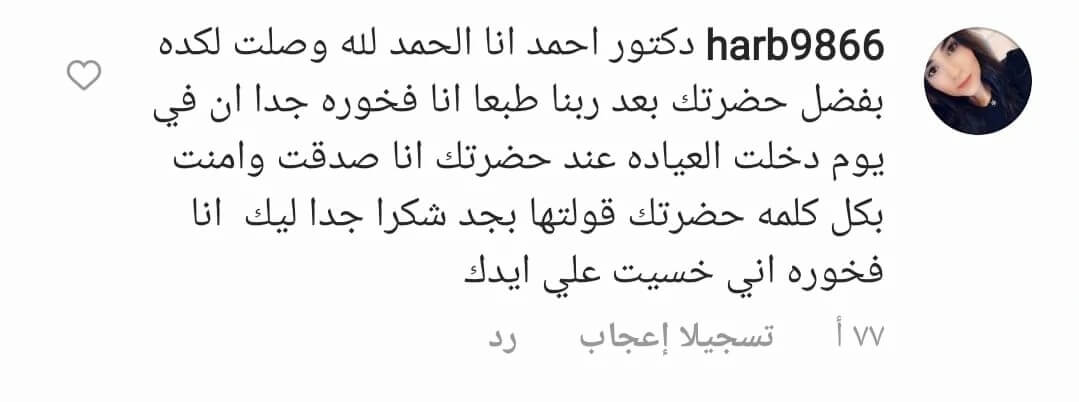 harb9866 دكتور احمد انا الحمد لله وصلت لكده
بفضل حضرتك بعد ربنا طبعا انا فخوره جدا ان في
يوم دخلت العياده عند حضرتك انا صدقت وامنت
بكل كلمه حضرتك قولتها بجد شكرا جدا ليك  انا
فخوره اني خسيت علي ايدك
٧٧ أ تسجيلا إعجاب رد